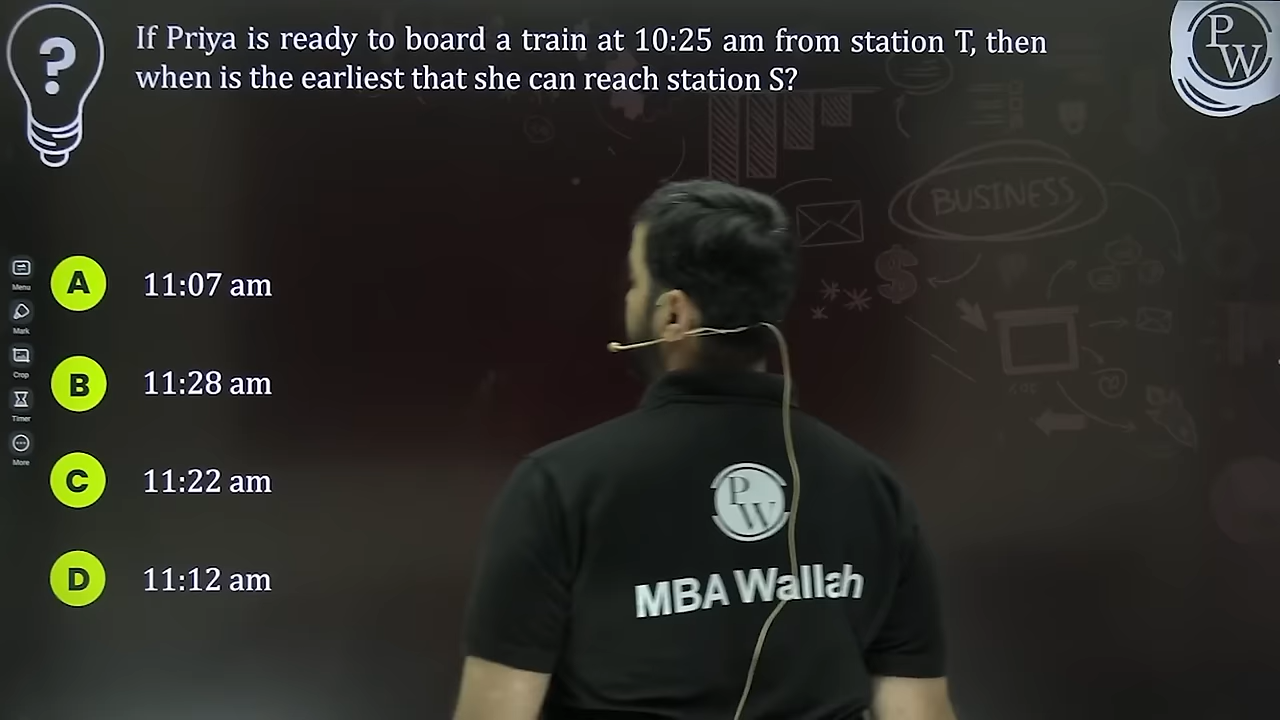 If Priya is ready to board a train at 10:25 am from station T, then
when is the earliest that she can reach station S?
PW
BUSINESS
Menu
A 11:07 am
Mark
Crop
B 11:28 am
Timer
More
C 11:22 am
D 11:12 am
PW
MBA Wallah